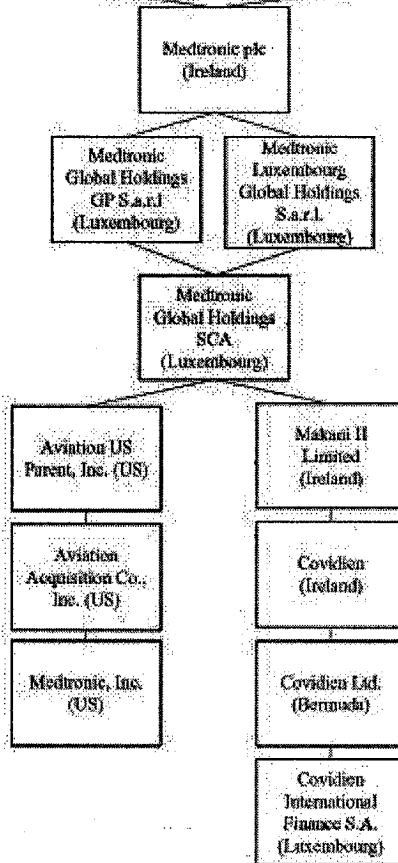 Medtronic plc
(Ireland)
Medtronic
Global Holdings
GP S.a.r.l
(Luxembourg)
Medtronic
Luxembourg
Global Holdings
S.a.r.l.
(Luxembourg)
Medtronic
Global Holdings
SCA
(Luxembourg)
Aviation US
Parent, Inc. (US)
Makani II
Limited
(Ireland)
Aviation
Acquisition Co.,
Inc. (US)
Covidien
(Ireland)
Medtronic, Inc.
(US)
Covidien Ltd.
(Bermuda)
Covidien
International
Finance S.A.
(Luxembourg)